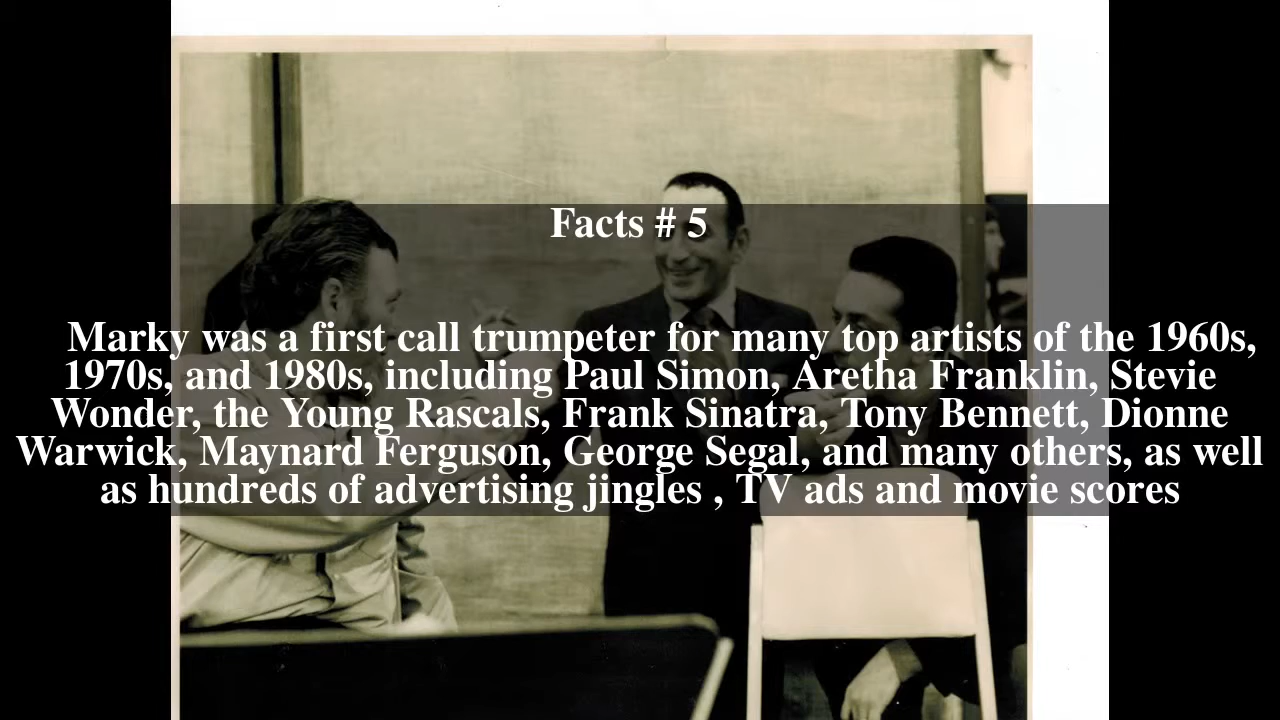 Facts # 5
Marky was a first call trumpeter for many top artists of the 1960s,
1970s, and 1980s, including Paul Simon, Aretha Franklin, Stevie
Wonder, the Young Rascals, Frank Sinatra, Tony Bennett, Dionne
Warwick, Maynard Ferguson, George Segal, and many others, as well
as hundreds of advertising jingles , TV ads and movie scores